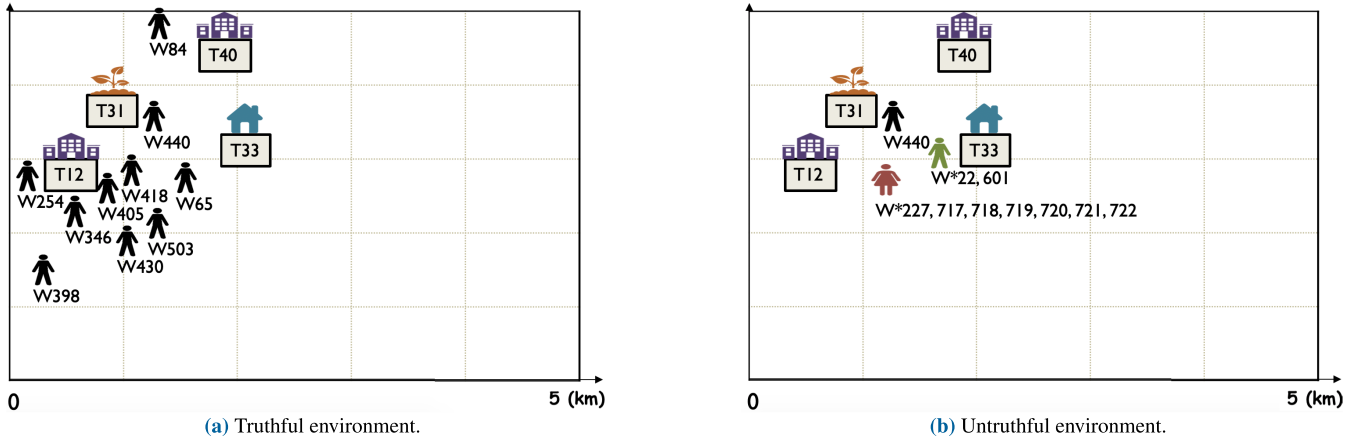 W84
T40
T31
W440
T33
T12
W254
W418
W405
W65
W346
W503
W430
W398
0
5 (km)
(a) Truthful environment.
T40
T31
W440
T33
T12
W*22, 601
W*227, 717, 718, 719, 720, 721, 722
0
5 (km)
(b) Untruthful environment.